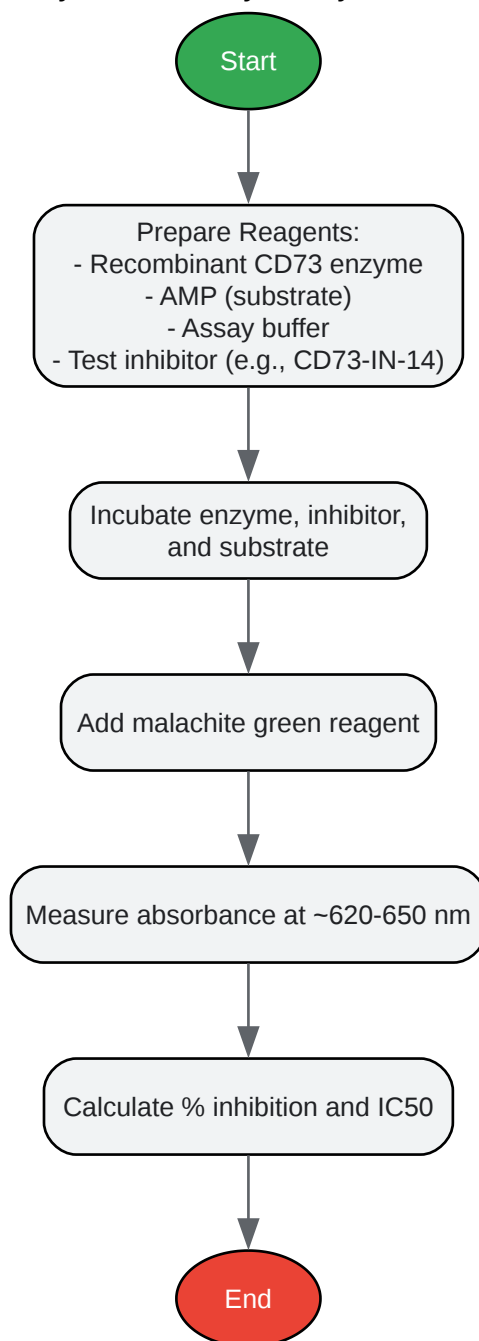 Start
Prepare Reagents:
- Recombinant CD73 enzyme
- AMP (substrate)
- Assay buffer
- Test inhibitor (e.g., CD73-IN-14)
Incubate enzyme, inhibitor,
and substrate
Add malachite green reagent
Measure absorbance at ~620-650 nm
Calculate % inhibition and IC50
End